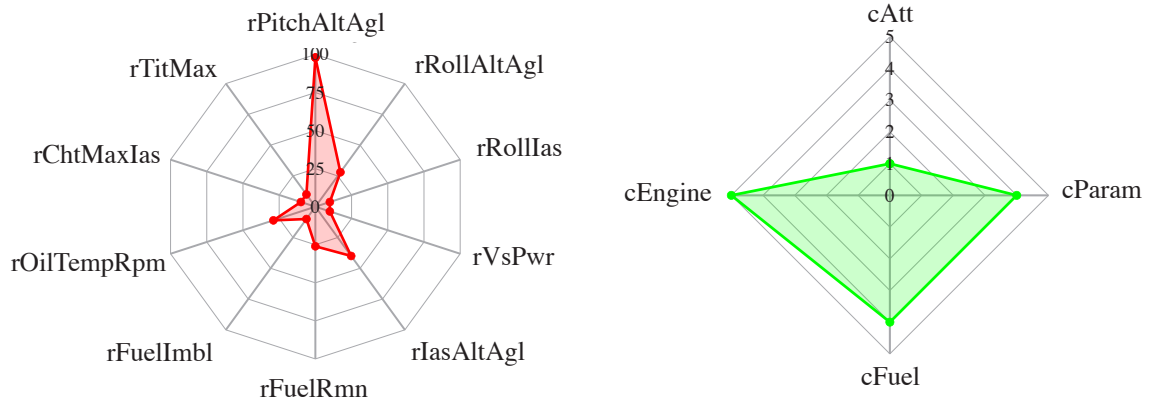 rPitchAltAgl
rTitMax
rRollAltAgl
rChtMaxIas
rRollIas
rOilTempRpm
rVsPwr
rFuelImbl
rIasAltAgl
rFuelRmn
100
75
50
25
0
cAtt
5
4
3
2
1
0
cEngine
cParam
cFuel